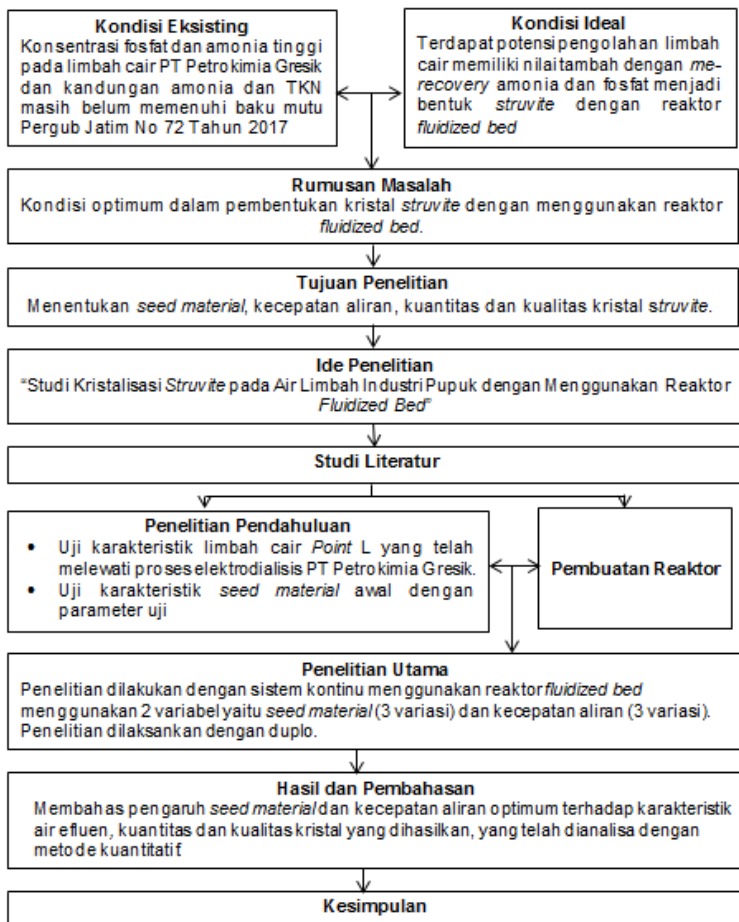 Kondisi Eksisting
Konsentrasi fosfat dan amonia tinggi
pada limbah cair PT Petrokimia Gresik
dan kandungan amonia dan TKN
masih belum memenuhi baku mutu
Pergub Jatim No 72 Tahun 2017
Kondisi Ideal
Terdapat potensi pengolahan limbah
cair memiliki nilai tambah dengan me-
recovery amonia dan fosfat menjadi
bentuk struvite dengan reaktor
fluidized bed
Rumusan Masalah
Kondisi optimum dalam pembentukan kristal struvite dengan menggunakan reaktor
fluidized bed.
Tujuan Penelitian
Menentukan seed material, kecepatan aliran, kuantitas dan kualitas kristal struvite.
Ide Penelitian
“Studi Kristalisasi Struvite pada Air Limbah Industri Pupuk dengan Menggunakan Reaktor
Fluidized Bed”
Studi Literatur
Penelitian Pendahuluan
• Uji karakteristik limbah cair Point L yang telah
melewati proses elektrodialisis PT Petrokimia Gresik.
• Uji karakteristik seed material awal dengan
parameter uji
Pembuatan Reaktor
Penelitian Utama
Penelitian dilakukan dengan sistem kontinu menggunakan reaktor fluidized bed
menggunakan 2 variabel yaitu seed material (3 variasi) dan kecepatan aliran (3 variasi).
Penelitian dilaksankan dengan duplo.
Hasil dan Pembahasan
Membahas pengaruh seed material dan kecepatan aliran optimum terhadap karakteristik
air efluen, kuantitas dan kualitas kristal yang dihasilkan, yang telah dianalisa dengan
metode kuantitatif
Kesimpulan